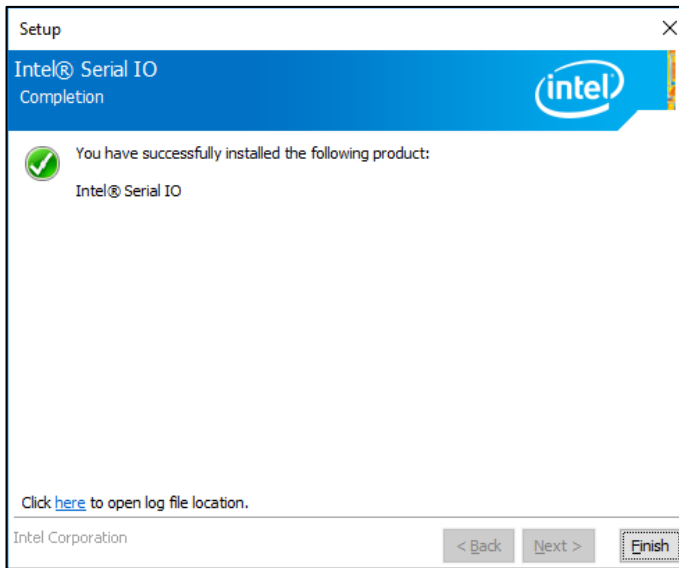 Setup
Intel® Serial IO
Completion
intel
You have successfully installed the following product:
Intel® Serial IO
Click here to open log file location.
Intel Corporation
< Back
Next >
Finish